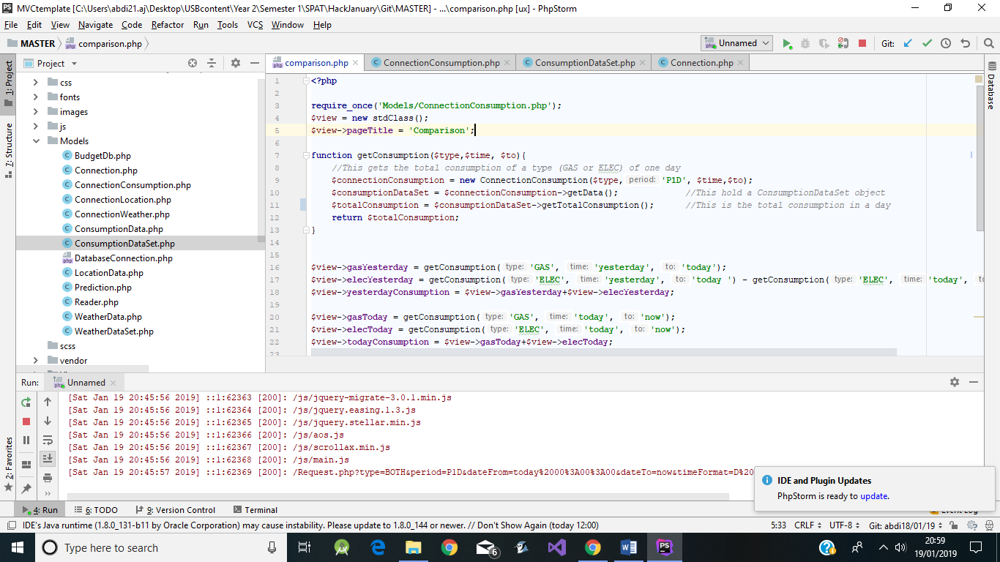 MVCtemplate [C:\Users\abdi21.aj\Desktop\USBcontent\Year 2\Semester 1\SPAT\HackJanuary\Git\MASTER] - ...\comparison.php [ux] - PhpStorm
File Edit View Navigate Code Refactor Run Tools VCS Window Help
MASTER comparison.php Unnamed Git:
Project comparison.php ConnectionConsumption.php ConsumptionDataSet.php Connection.php
1: Project
7: Structure
2: Favorites
Database
css
fonts
images
js
Models
BudgetDb.php
Connection.php
ConnectionConsumption.php
ConnectionLocation.php
ConnectionWeather.php
ConsumptionData.php
ConsumptionDataSet.php
DatabaseConnection.php
LocationData.php
Prediction.php
Reader.php
WeatherData.php
WeatherDataSet.php
scss
vendor
1 <?php
2
3 require_once('Models/ConnectionConsumption.php');
4 $view = new stdClass();
5 $view->pageTitle = 'Comparison';
6
7 function getConsumption($type,$time, $to){
8 //This gets the total consumption of a type (GAS or ELEC) of one day
9 $connectionConsumption = new ConnectionConsumption($type, period: 'P1D', $time,$to);
10 $consumptionDataSet = $connectionConsumption->getData(); //This hold a ConsumptionDataSet object
11 $totalConsumption = $consumptionDataSet->getTotalConsumption(); //This is the total consumption in a day
12 return $totalConsumption;
13 }
14
15
16 $view->gasYesterday = getConsumption( type: 'GAS', time: 'yesterday', to: 'today');
17 $view->elecYesterday = getConsumption( type: 'ELEC', time: 'yesterday', to: 'today ') - getConsumption( type: 'ELEC', time: 'today',
18 $view->yesterdayConsumption = $view->gasYesterday+$view->elecYesterday;
19
20 $view->gasToday = getConsumption( type: 'GAS', time: 'today', to: 'now');
21 $view->elecToday = getConsumption( type: 'ELEC', time: 'today', to: 'now');
22 $view->todayConsumption = $view->gasToday+$view->elecToday;
23
Run: Unnamed
[Sat Jan 19 20:45:56 2019] ::1:62363 [200]: /js/jquery-migrate-3.0.1.min.js
[Sat Jan 19 20:45:56 2019] ::1:62364 [200]: /js/jquery.easing.1.3.js
[Sat Jan 19 20:45:56 2019] ::1:62365 [200]: /js/jquery.stellar.min.js
[Sat Jan 19 20:45:56 2019] ::1:62366 [200]: /js/aos.js
[Sat Jan 19 20:45:56 2019] ::1:62367 [200]: /js/scrollax.min.js
[Sat Jan 19 20:45:56 2019] ::1:62368 [200]: /js/main.js
[Sat Jan 19 20:45:57 2019] ::1:62369 [200]: /Request.php?type=BOTH&period=P1D&dateFrom=today%2000%3A00%3A00&dateTo=now&timeFormat=D%20
IDE and Plugin Updates
PhpStorm is ready to update.
4: Run 6: TODO 9: Version Control Terminal Event Log
IDE's Java runtime (1.8.0_131-b11 by Oracle Corporation) may cause instability. Please update to 1.8.0_144 or newer. // Don't Show Again (today 12:00) 5:33 CRLF UTF-8 Git: abdi18/01/19
Type here to search 6 20:59
19/01/2019